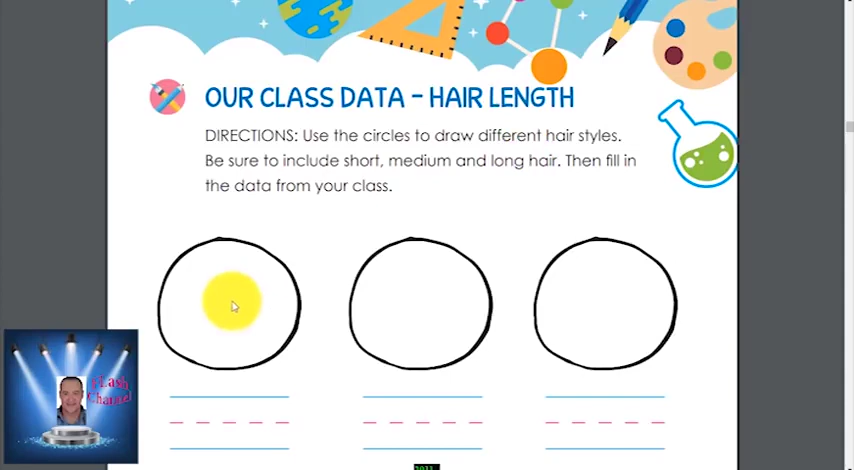 OUR CLASS DATA - HAIR LENGTH
DIRECTIONS: Use the circles to draw different hair styles.
Be sure to include short, medium and long hair. Then fill in
the data from your class.
Channel